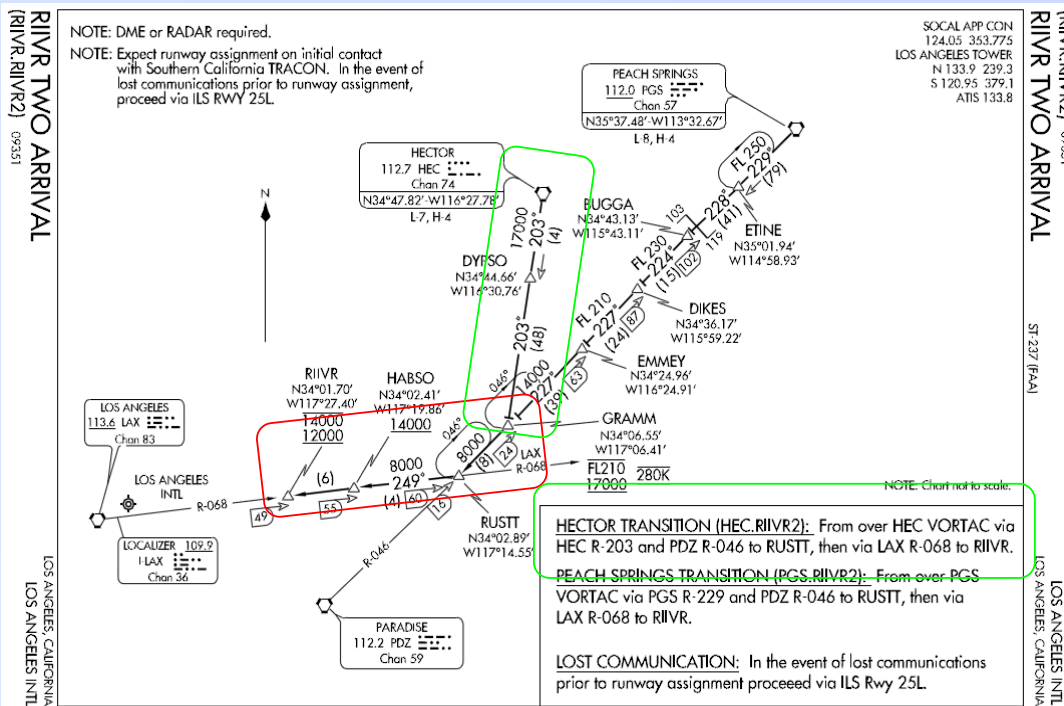 RIIVR TWO ARRIVAL
(RIIVR.RIIVR2) 09351
NOTE: DME or RADAR required.
NOTE: Expect runway assignment on initial contact
with Southern California TRACON. In the event of
lost communications prior to runway assignment,
proceed via ILS RWY 25L.
SOCAL APP CON
124.05 353.775
LOS ANGELES TOWER
N 133.9 239.3
S 120.95 379.1
ATIS 133.8
RIIVR TWO ARRIVAL
PEACH SPRINGS
112.0 PGS
Chan 57
N35°37.48'-W113°32.67'
L-8, H-4
HECTOR
112.7 HEC
Chan 74
N34°47.82'-W116°27.78'
L-7, H-4
N
FL 250
229°
(79)
17000
203°
(4)
BUGGA
N34°43.13'
W115°43.11'
103
119
228°
(41)
ETINE
N35°01.94'
W114°58.93'
DYPSO
N34°44.66'
W116°30.76'
FL 230
224°
(15)
102
DIKES
N34°36.17'
W115°59.22'
203°
(48)
FL 210
227°
(24)
87
EMMEY
N34°24.96'
W116°24.91'
ST-237 (FAA)
046°
14000
227°
(39)
63
RIIVR
N34°01.70'
W117°27.40'
14000
12000
HABSO
N34°02.41'
W117°19.86'
14000
GRAMM
N34°06.55'
W117°06.41'
FL210
17000
280K
LOS ANGELES
113.6 LAX
Chan 83
046°
8000
(8)
24
LAX
R-068
(6)
8000
249°
(4)
60
16
LOS ANGELES
INTL
R-068
49
55
RUSTT
N34°02.89'
W117°14.55'
NOTE: Chart not to scale.
LOCALIZER 109.9
I-LAX
Chan 36
R-046
PARADISE
112.2 PDZ
Chan 59
HECTOR TRANSITION (HEC.RIIVR2): From over HEC VORTAC via
HEC R-203 and PDZ R-046 to RUSTT, then via LAX R-068 to RIIVR.
PEACH SPRINGS TRANSITION (PGS.RIIVR2): From over PGS
VORTAC via PGS R-229 and PDZ R-046 to RUSTT, then via
LAX R-068 to RIIVR.
LOST COMMUNICATION: In the event of lost communications
prior to runway assignment proceeed via ILS Rwy 25L.
LOS ANGELES, CALIFORNIA
LOS ANGELES INTL
LOS ANGELES, CALIFORNIA
LOS ANGELES INTL